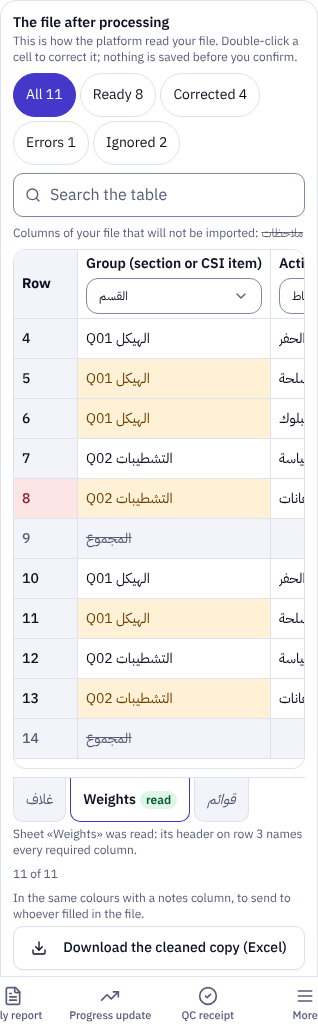 The file after processing
This is how the platform read your file. Double-click a
cell to correct it; nothing is saved before you confirm.
All 11 Ready 8 Corrected 4
Errors 1 Ignored 2
Search the table
Columns of your file that will not be imported: ملاحظات
Row Group (section or CSI item)
القسم
4 Q01 الهيكل الحفر
5 Q01 الهيكل
6 Q01 الهيكل
7 Q02 التشطيبات
8 Q02 التشطيبات
9 المجموع
10 Q01 الهيكل الحفر
11 Q01 الهيكل
12 Q02 التشطيبات
13 Q02 التشطيبات
14 المجموع
غلاف Weights read قوائم
Sheet «Weights» was read: its header on row 3 names
every required column.
11 of 11
In the same colours with a notes column, to send to
whoever filled in the file.
Download the cleaned copy (Excel)
ly report Progress update QC receipt More